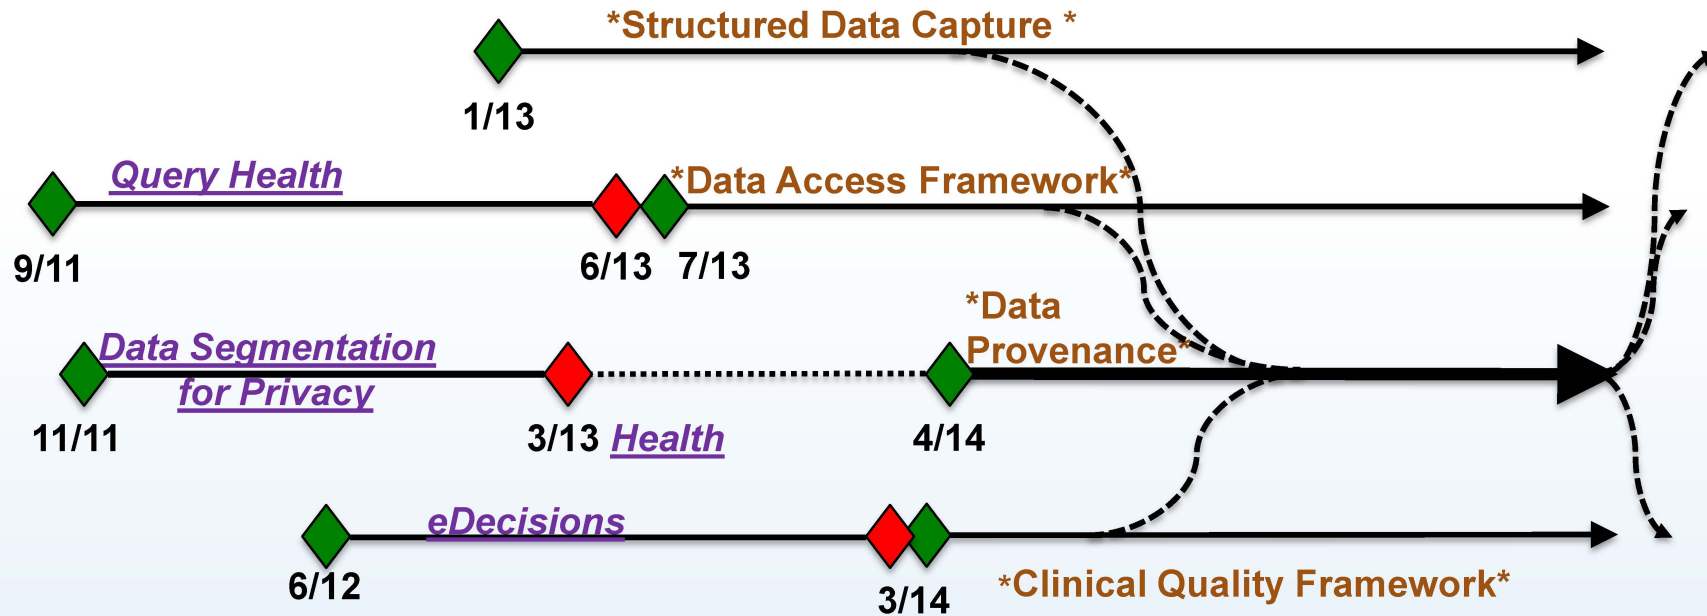 *Structured Data Capture *
1/13
Query Health
*Data Access Framework*
9/11
6/13
7/13
*Data
Provenance*
Data Segmentation
for Privacy
11/11
3/13
Health
4/14
eDecisions
6/12
3/14
*Clinical Quality Framework*